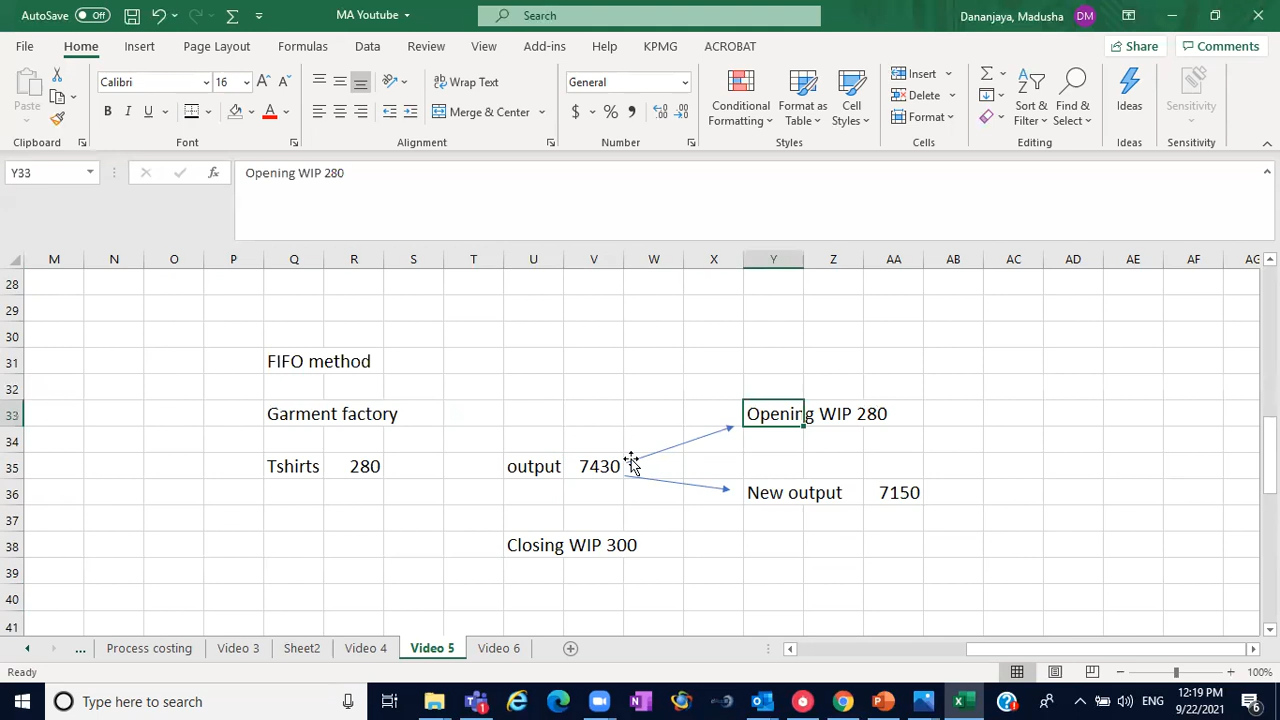 AutoSave Off MA Youtube Search Dananjaya, Madusha DM
File Home Insert Page Layout Formulas Data Review View Add-ins Help KPMG ACROBAT Share Comments
Paste Calibri 16 A A Wrap Text General Conditional Formatting Format as Table Cell Styles Insert Delete Format Sort & Filter Find & Select Ideas Sensitivity
B I U A Merge & Center $ % ,
Clipboard Font Alignment Number Styles Cells Editing Ideas Sensitivity
Y33 fx Opening WIP 280
M N O P Q R S T U V W X Y Z AA AB AC AD AE AF AG
28
29
30
31 FIFO method
32
33 Garment factory Opening WIP 280
34
35 Tshirts 280 output 7430
36 New output 7150
37
38 Closing WIP 300
39
40
41
... Process costing Video 3 Sheet2 Video 4 Video 5 Video 6
Ready 100%
Type here to search ENG 12:19 PM
9/22/2021 6